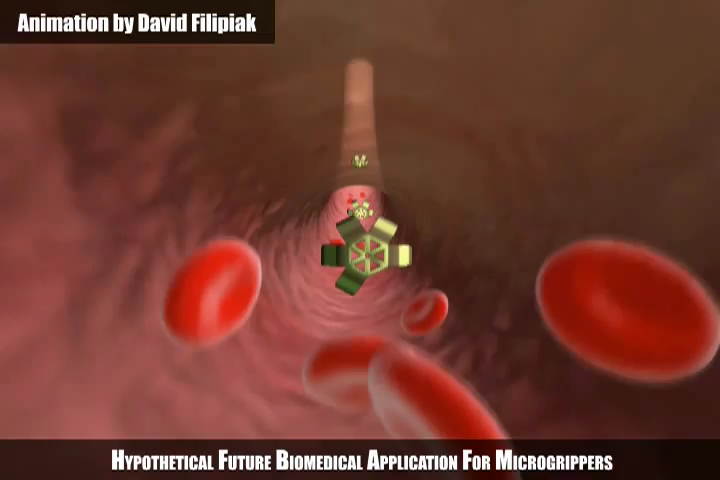 Animation by David Filipiak
Hypothetical Future Biomedical Application For Microgrippers